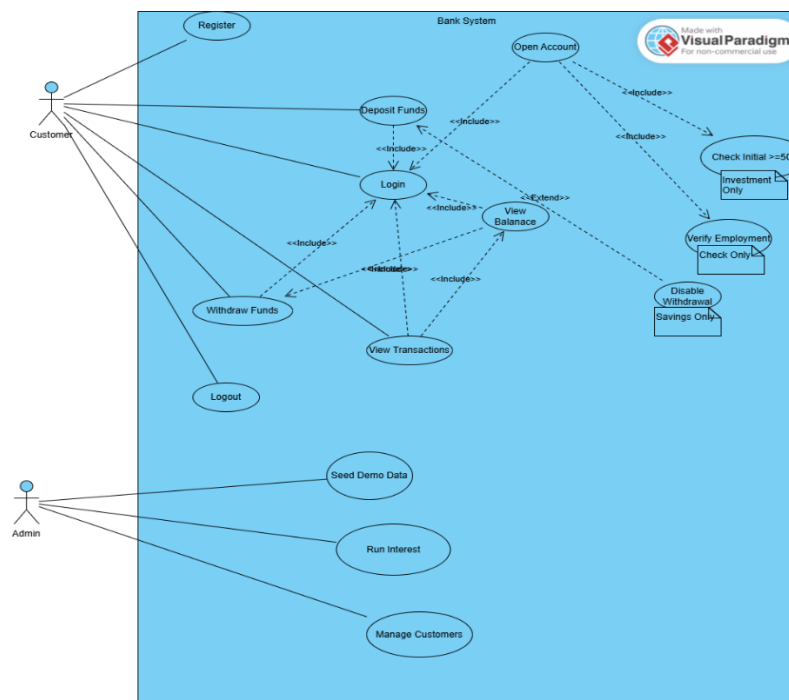 Bank System
Made with
Visual Paradigm
For non-commercial use
Register
Open Account
Customer
Deposit Funds
<<Include>>
<<Include>>
<<Include>>
<<Include>>
Check Initial >=50
Investment
Only
Login
<<Extend>>
View
Balanace
<<Include>>
<<Include>>
Verify Employment
Check Only
<<Include>>
Disable
Withdrawal
Savings Only
Withdraw Funds
View Transactions
Logout
Seed Demo Data
Admin
Run Interest
Manage Customers